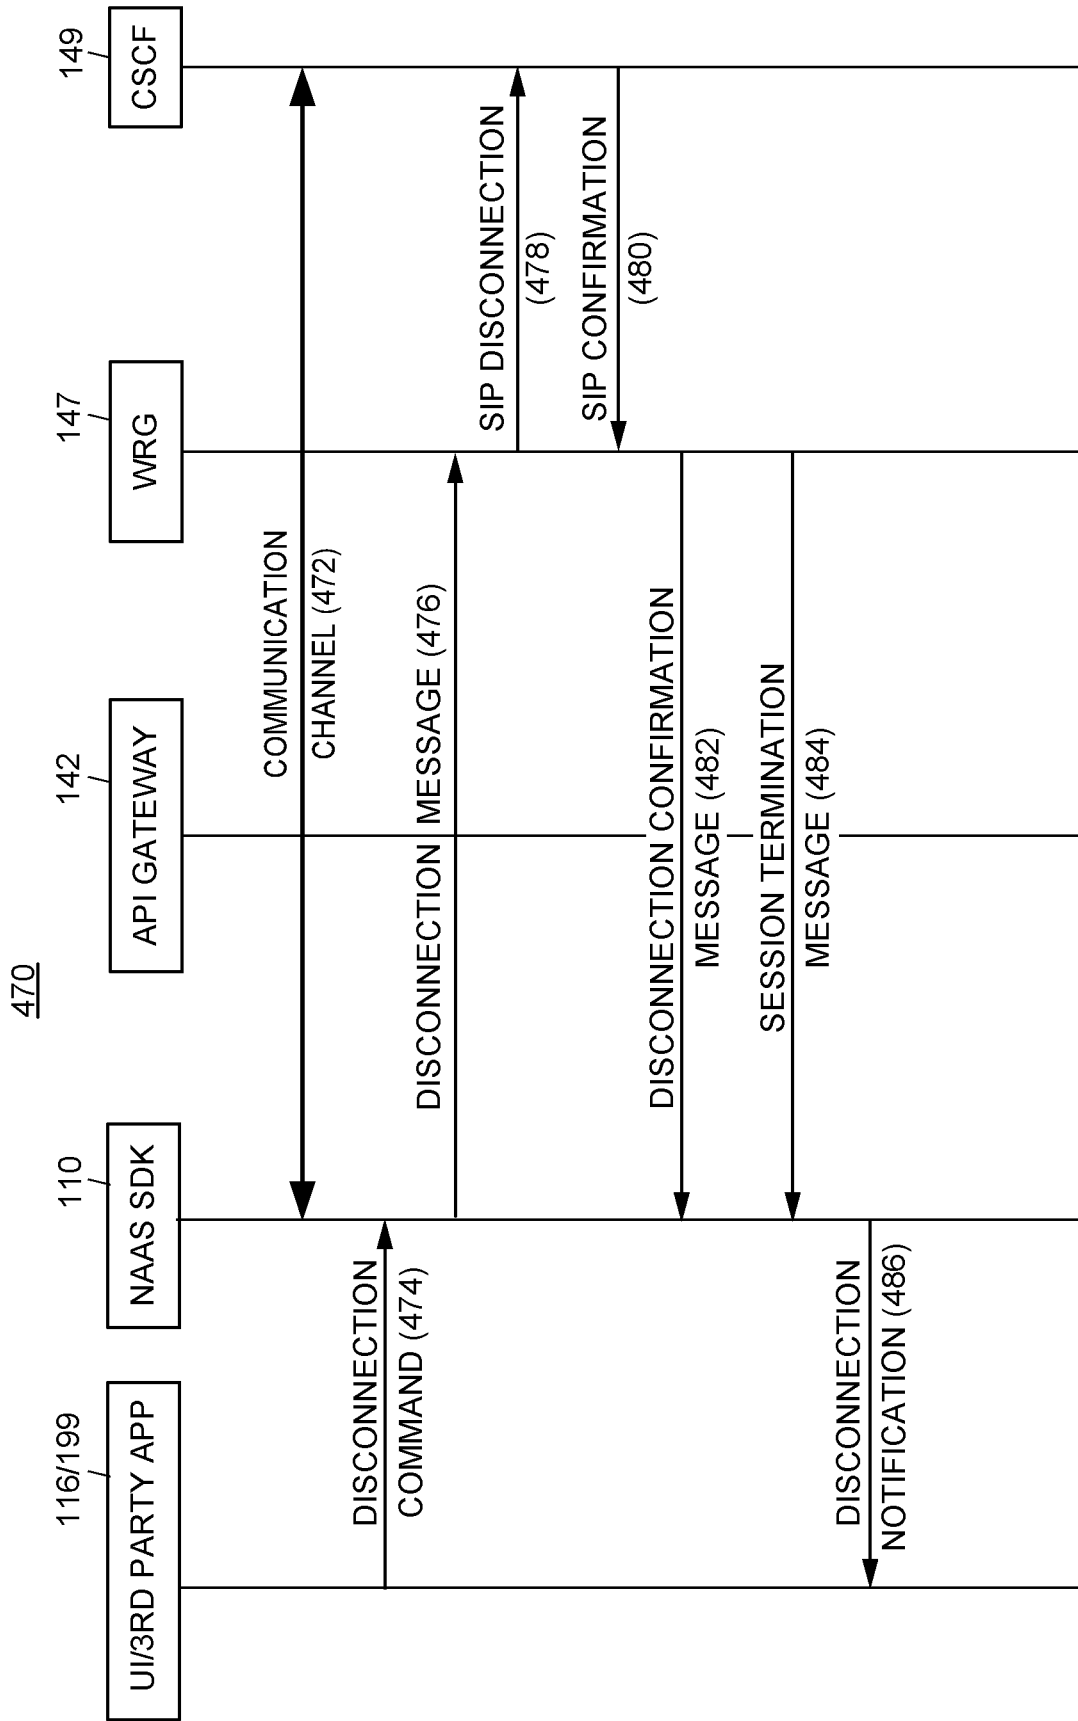 470
116/199
UI/3RD PARTY APP
110
NAAS SDK
142
API GATEWAY
147
WRG
149
CSCF
COMMUNICATION
CHANNEL (472)
DISCONNECTION
COMMAND (474)
DISCONNECTION MESSAGE (476)
SIP DISCONNECTION
(478)
SIP CONFIRMATION
(480)
DISCONNECTION CONFIRMATION
MESSAGE (482)
SESSION TERMINATION
MESSAGE (484)
DISCONNECTION
NOTIFICATION (486)